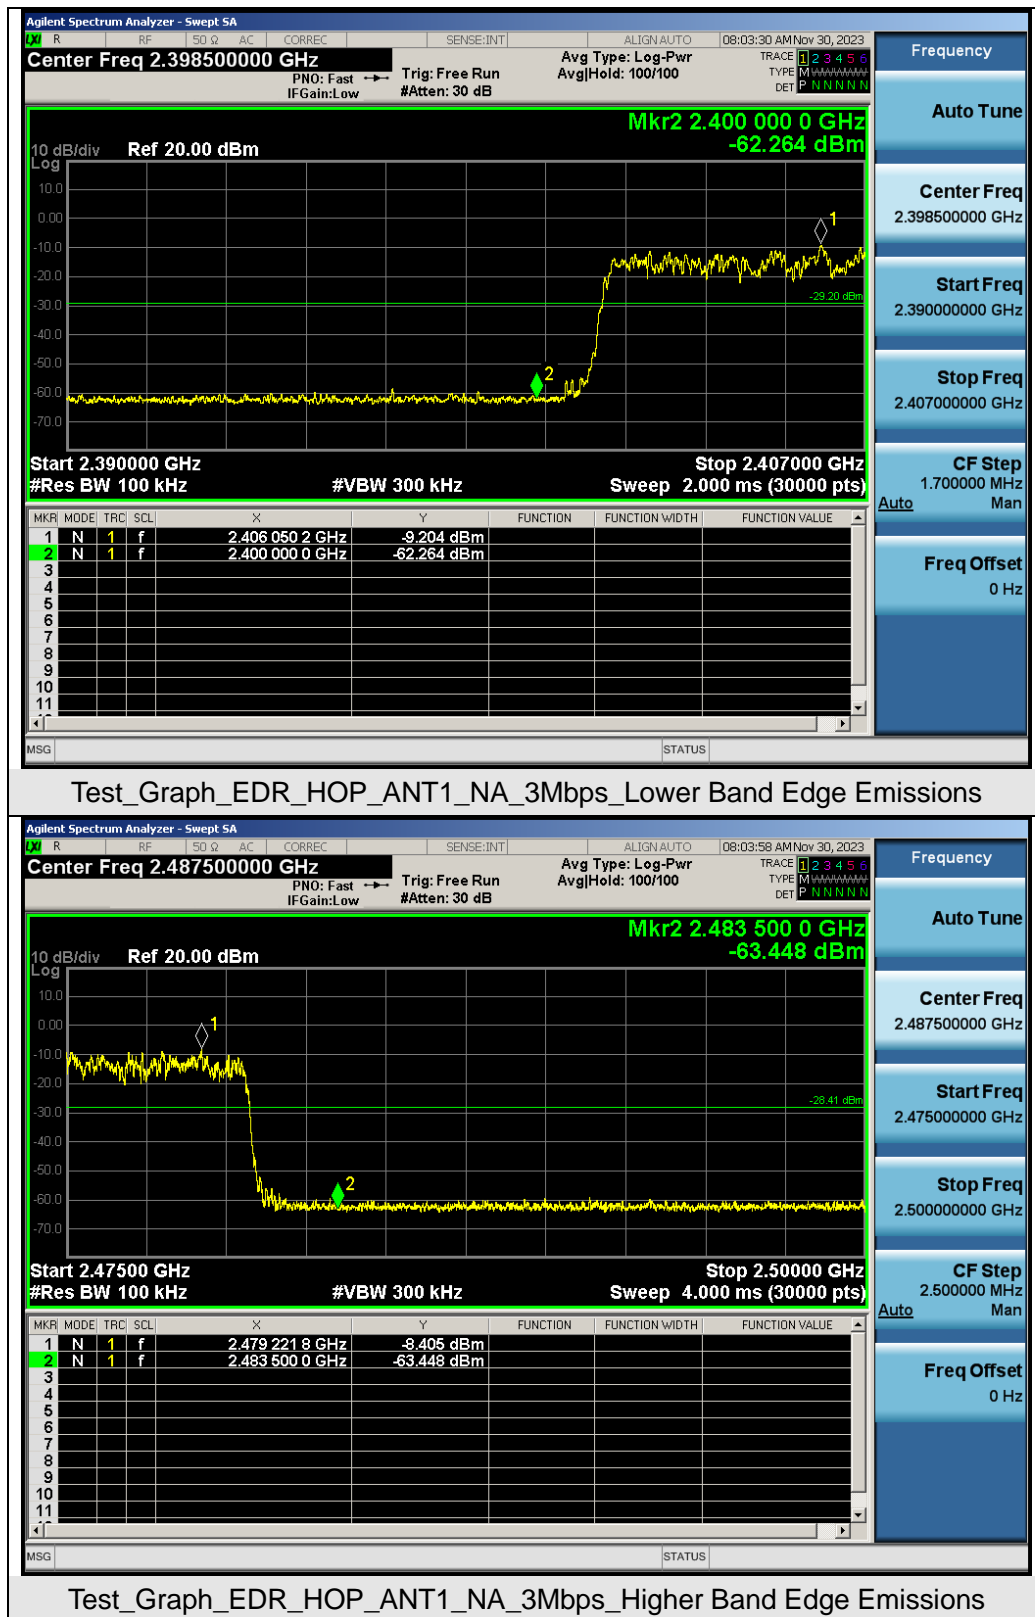 Agilent Spectrum Analyzer - Swept SA
LXI R RF 50 Ω AC CORREC SENSE:INT ALIGN AUTO 08:03:30 AM Nov 30, 2023
Center Freq 2.398500000 GHz
PNO: Fast
IFGain:Low
Trig: Free Run
#Atten: 30 dB
Avg Type: Log-Pwr
Avg|Hold: 100/100
TRACE 1 2 3 4 5 6
TYPE M
DET P N N N N N
Mkr2 2.400 000 0 GHz
-62.264 dBm
10 dB/div Ref 20.00 dBm
Log
10.0
0.00
-10.0
-20.0
-30.0
-40.0
-50.0
-60.0
-70.0
1
-29.20 dBm
2
Start 2.390000 GHz Stop 2.407000 GHz
#Res BW 100 kHz #VBW 300 kHz Sweep 2.000 ms (30000 pts)
MKR MODE TRC SCL X Y FUNCTION FUNCTION WIDTH FUNCTION VALUE
1 N 1 f 2.406 050 2 GHz -9.204 dBm
2 N 1 f 2.400 000 0 GHz -62.264 dBm
3
4
5
6
7
8
9
10
11
MSG STATUS
Frequency
Auto Tune
Center Freq
2.398500000 GHz
Start Freq
2.390000000 GHz
Stop Freq
2.407000000 GHz
CF Step
1.700000 MHz
Auto Man
Freq Offset
0 Hz
Test_Graph_EDR_HOP_ANT1_NA_3Mbps_Lower Band Edge Emissions
Agilent Spectrum Analyzer - Swept SA
LXI R RF 50 Ω AC CORREC SENSE:INT ALIGN AUTO 08:03:58 AM Nov 30, 2023
Center Freq 2.487500000 GHz
PNO: Fast
IFGain:Low
Trig: Free Run
#Atten: 30 dB
Avg Type: Log-Pwr
Avg|Hold: 100/100
TRACE 1 2 3 4 5 6
TYPE M
DET P N N N N N
Mkr2 2.483 500 0 GHz
-63.448 dBm
10 dB/div Ref 20.00 dBm
Log
10.0
0.00
-10.0
-20.0
-30.0
-40.0
-50.0
-60.0
-70.0
1
-28.41 dBm
2
Start 2.47500 GHz Stop 2.50000 GHz
#Res BW 100 kHz #VBW 300 kHz Sweep 4.000 ms (30000 pts)
MKR MODE TRC SCL X Y FUNCTION FUNCTION WIDTH FUNCTION VALUE
1 N 1 f 2.479 221 8 GHz -8.405 dBm
2 N 1 f 2.483 500 0 GHz -63.448 dBm
3
4
5
6
7
8
9
10
11
MSG STATUS
Frequency
Auto Tune
Center Freq
2.487500000 GHz
Start Freq
2.475000000 GHz
Stop Freq
2.500000000 GHz
CF Step
2.500000 MHz
Auto Man
Freq Offset
0 Hz
Test_Graph_EDR_HOP_ANT1_NA_3Mbps_Higher Band Edge Emissions